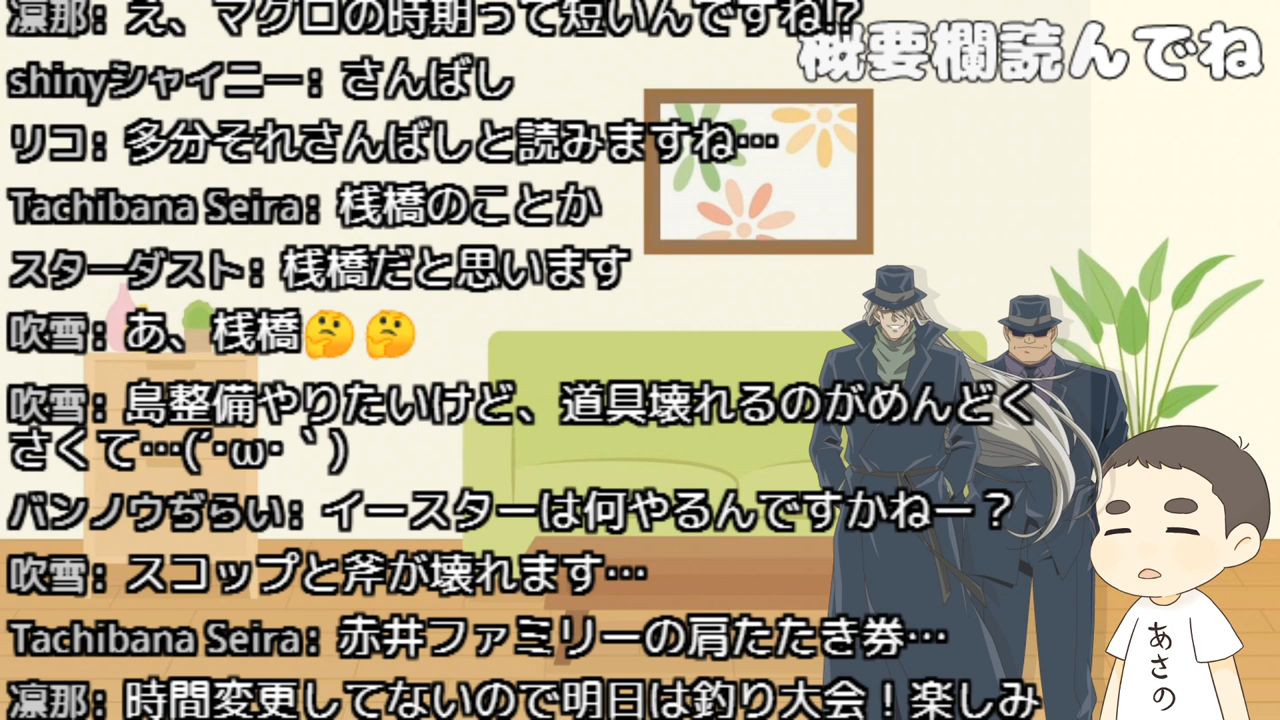 凛那: え、マグロの時期って短いんですね!?
概要欄読んでね
shinyシャイニー: さんばし
リコ: 多分それさんばしと読みますね…
Tachibana Seira: 桟橋のことか
スターダスト: 桟橋だと思います
吹雪: あ、桟橋🤔🤔
吹雪: 島整備やりたいけど、道具壊れるのがめんどく
さくて…(´･ω･｀)
バンノウぢらい: イースターは何やるんですかねー？
吹雪: スコップと斧が壊れます…
Tachibana Seira: 赤井ファミリーの肩たたき券…
凛那: 時間変更してないので明日は釣り大会！楽しみ
あさの